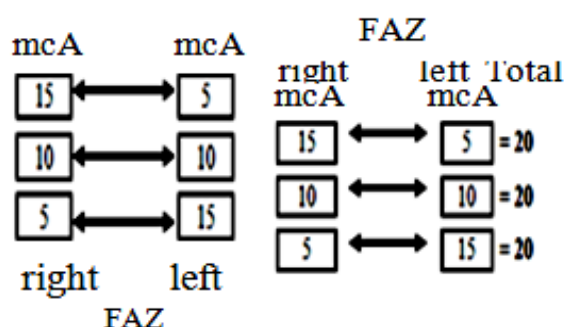 mcA mcA
15 5
10 10
5 15
right left
FAZ
FAZ
right left Total
mcA mcA
15 5 = 20
10 10 = 20
5 15 = 20